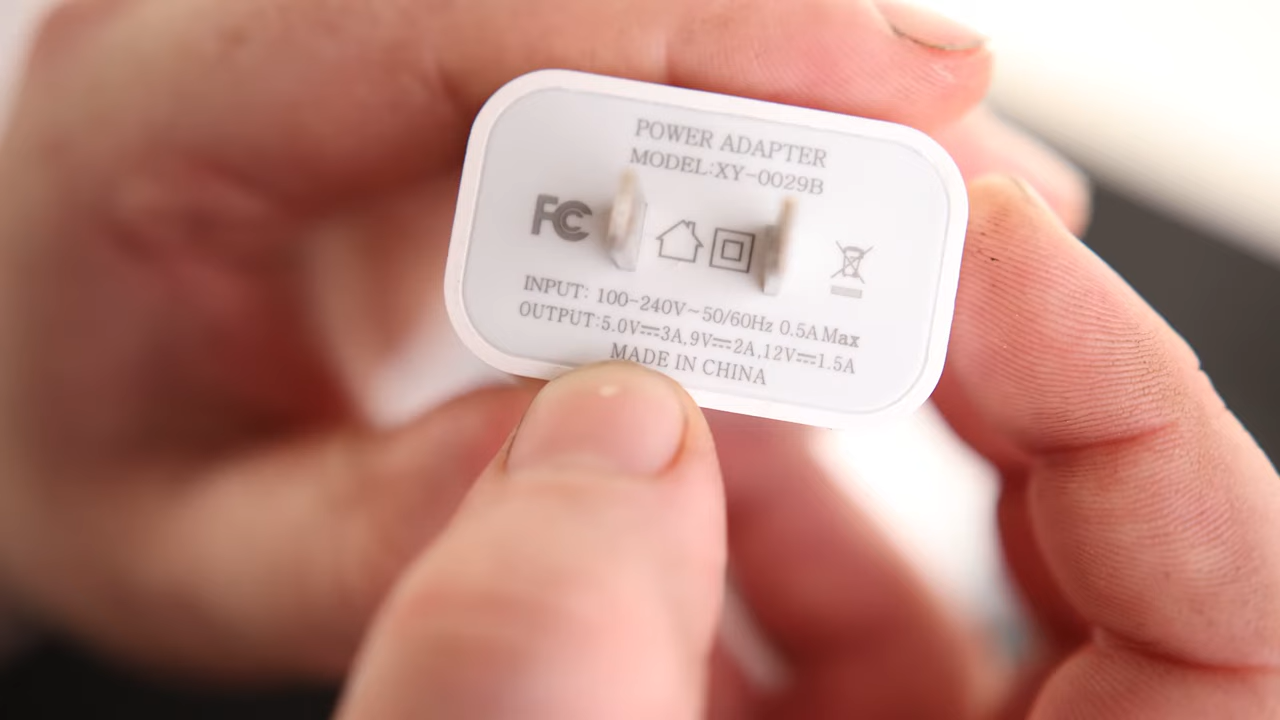 POWER ADAPTER
MODEL:XY-0029B
FC
INPUT: 100-240V~50/60Hz 0.5A Max
OUTPUT:5.0V⎓3A,9V⎓2A,12V⎓1.5A
MADE IN CHINA